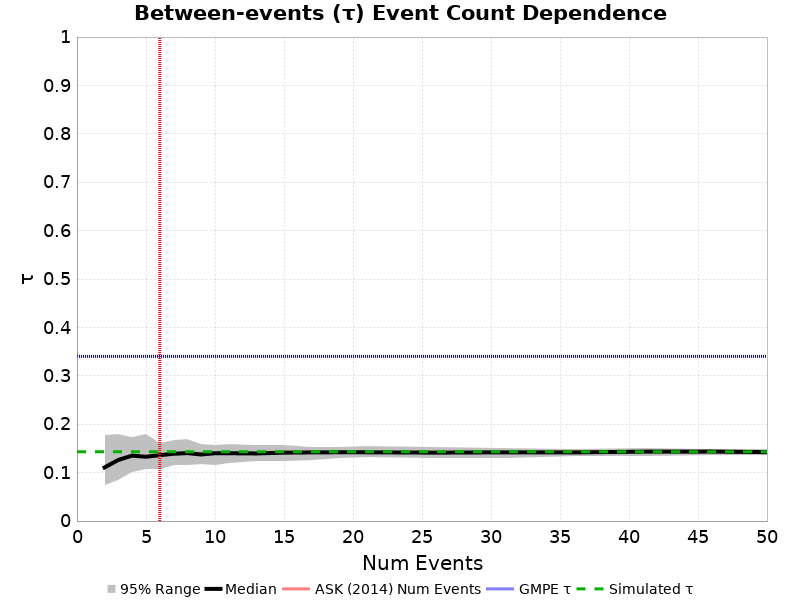 Between-events (τ) Event Count Dependence
1
0.9
0.8
0.7
0.6
0.5
0.4
0.3
0.2
0.1
0
τ
0 5 10 15 20 25 30 35 40 45 50
Num Events
95% Range Median ASK (2014) Num Events GMPE τ Simulated τ